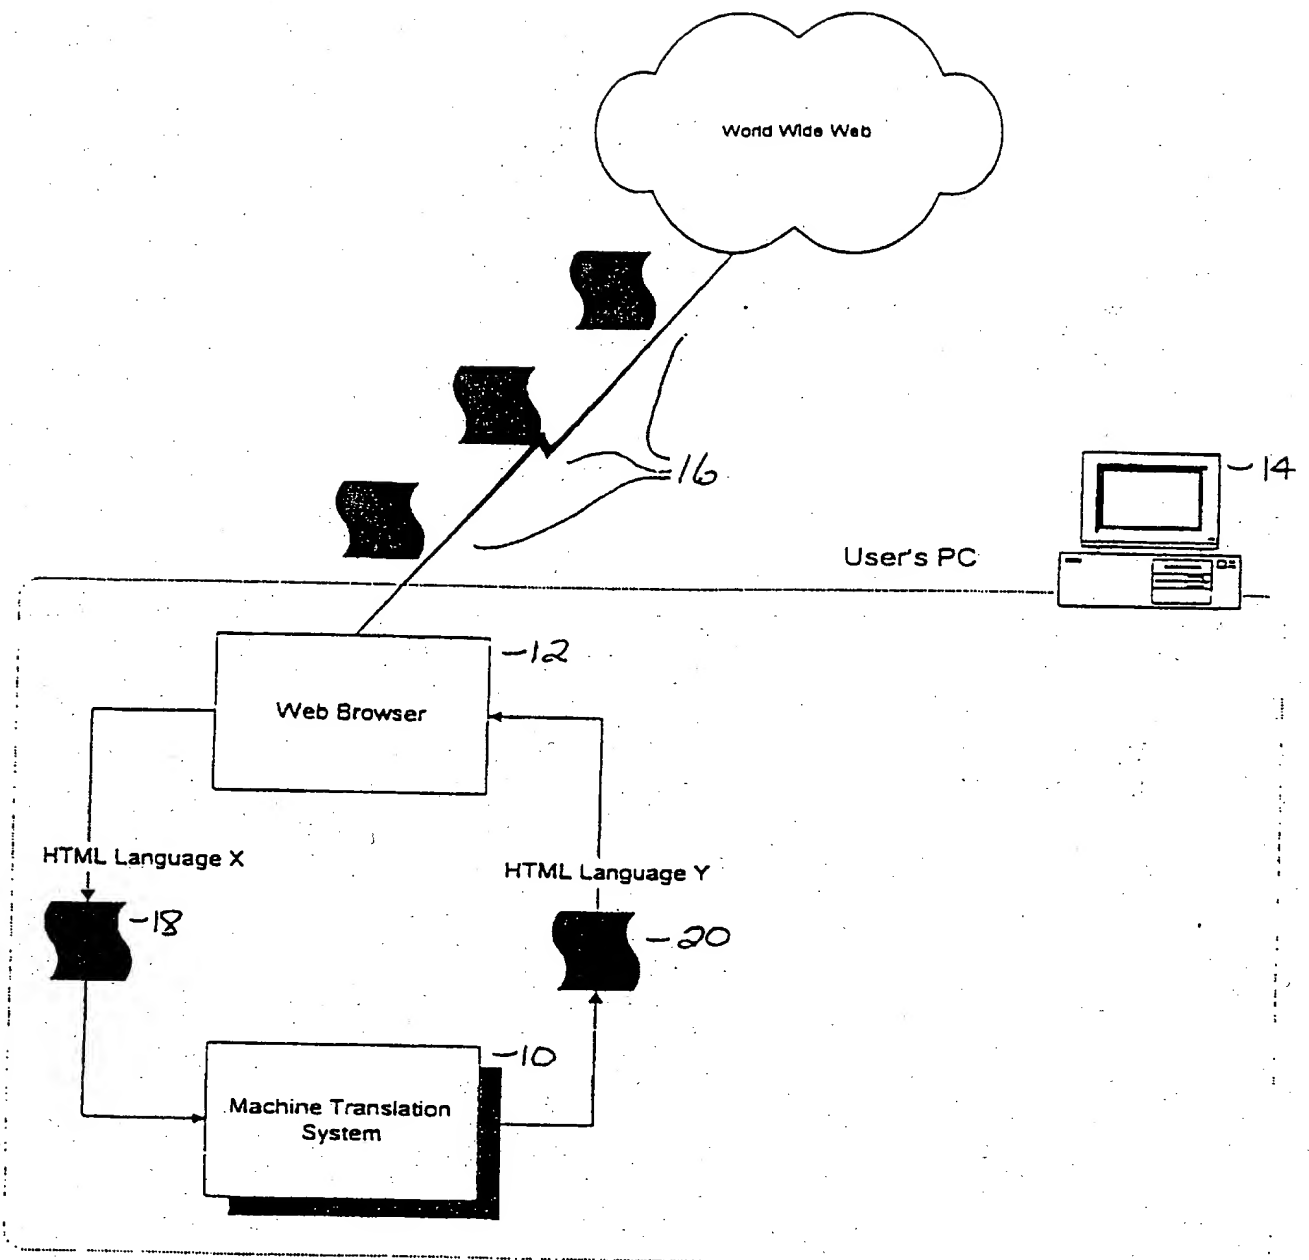 World Wide Web
16
14
User's PC
12
Web Browser
HTML Language X
HTML Language Y
18
20
10
Machine Translation
System